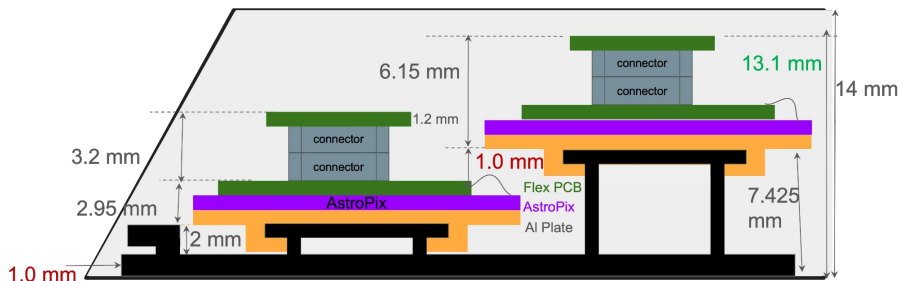 connector
connector
6.15 mm
13.1 mm
14 mm
1.2 mm
connector
connector
3.2 mm
1.0 mm
Flex PCB
AstroPix
AstroPix
Al Plate
2.95 mm
2 mm
7.425
mm
1.0 mm